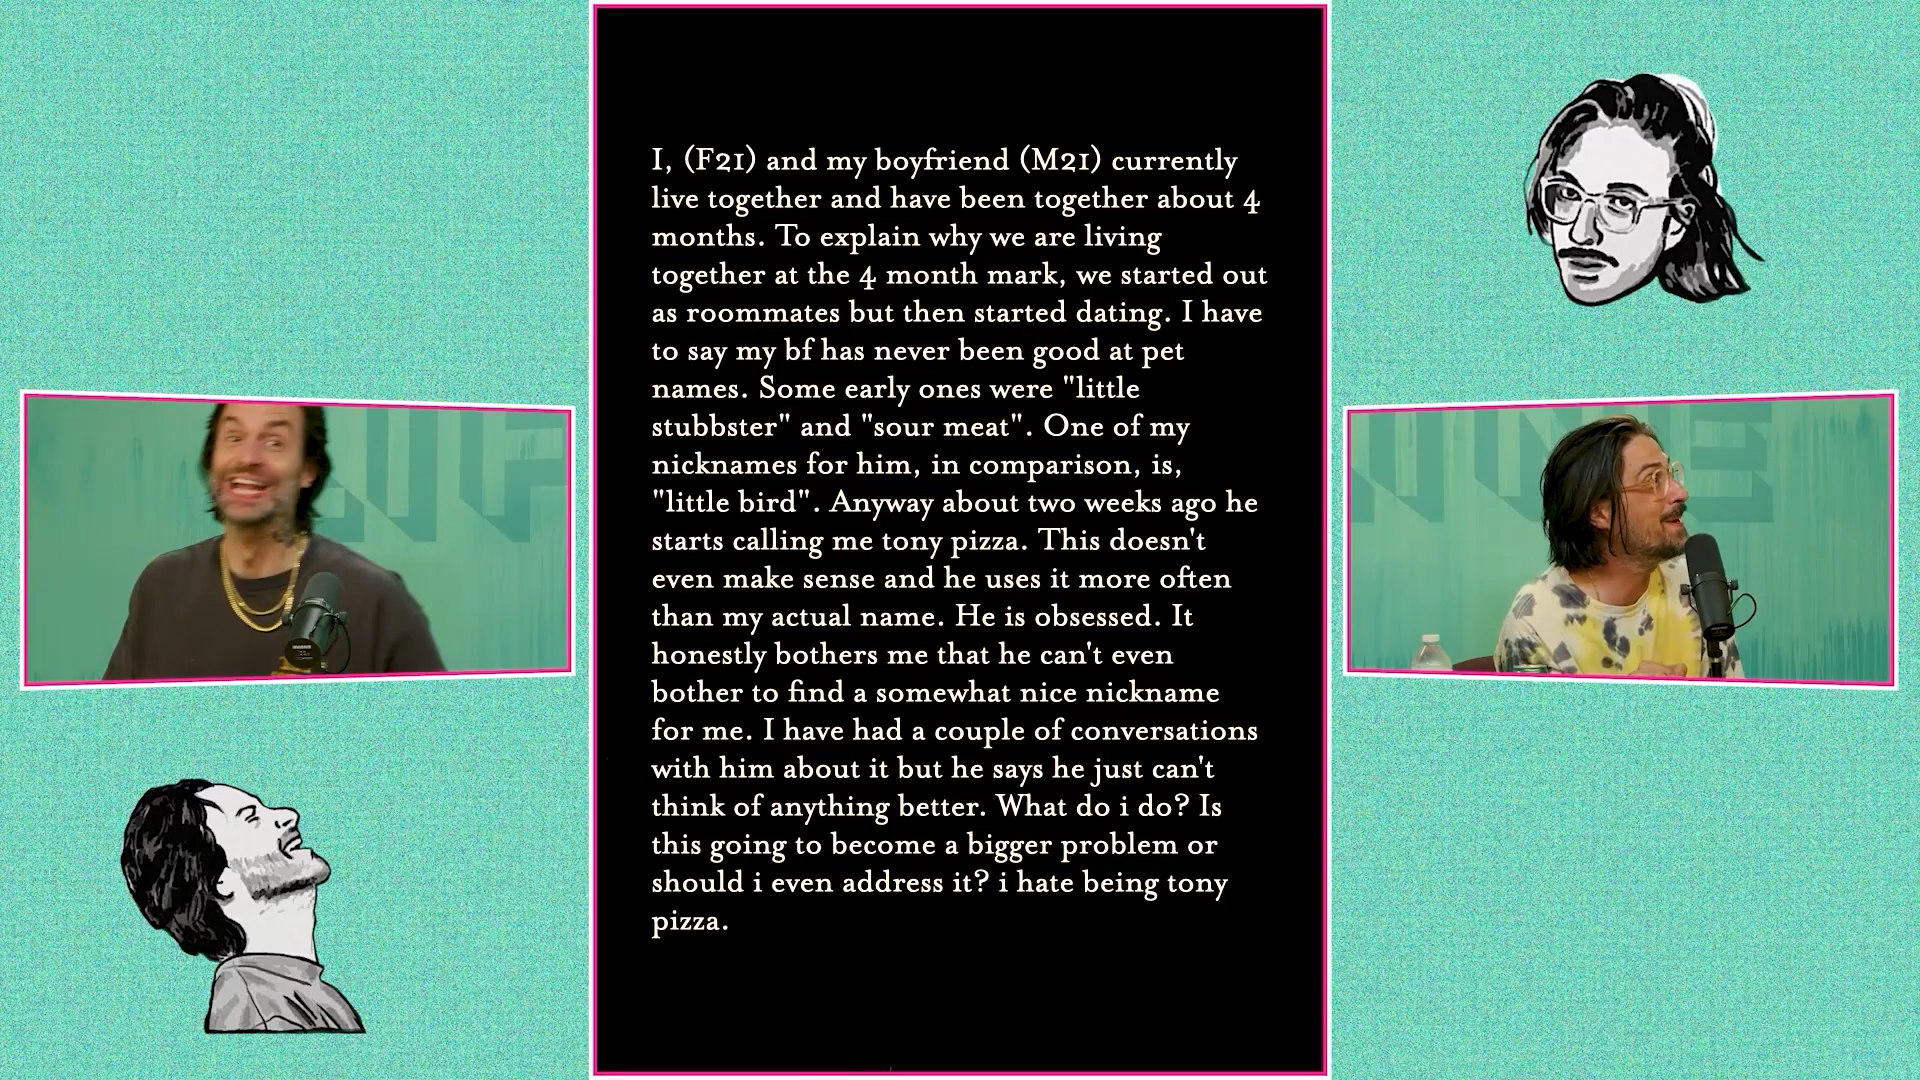 I, (F21) and my boyfriend (M21) currently
live together and have been together about 4
months. To explain why we are living
together at the 4 month mark, we started out
as roommates but then started dating. I have
to say my bf has never been good at pet
names. Some early ones were "little
stubbster" and "sour meat". One of my
nicknames for him, in comparison, is,
"little bird". Anyway about two weeks ago he
starts calling me tony pizza. This doesn't
even make sense and he uses it more often
than my actual name. He is obsessed. It
honestly bothers me that he can't even
bother to find a somewhat nice nickname
for me. I have had a couple of conversations
with him about it but he says he just can't
think of anything better. What do i do? Is
this going to become a bigger problem or
should i even address it? i hate being tony
pizza.